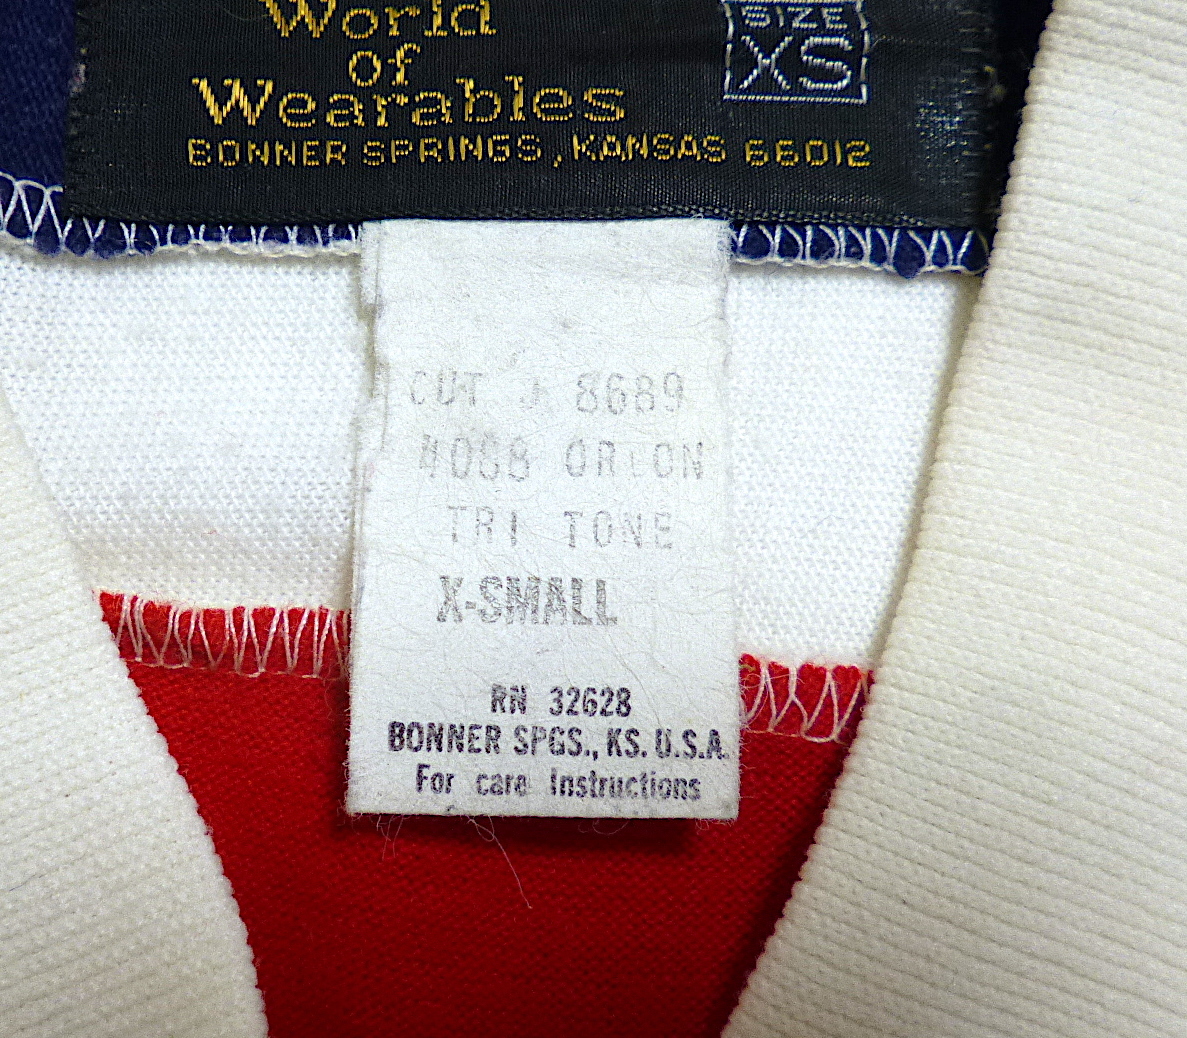 World
of
Wearables
BONNER SPRINGS, KANSAS 66012
SIZE
XS
CUT 8689
ORLON
TRI TONE
X-SMALL
RN 32628
BONNER SPGS., KS. U.S.A.
For care Instructions